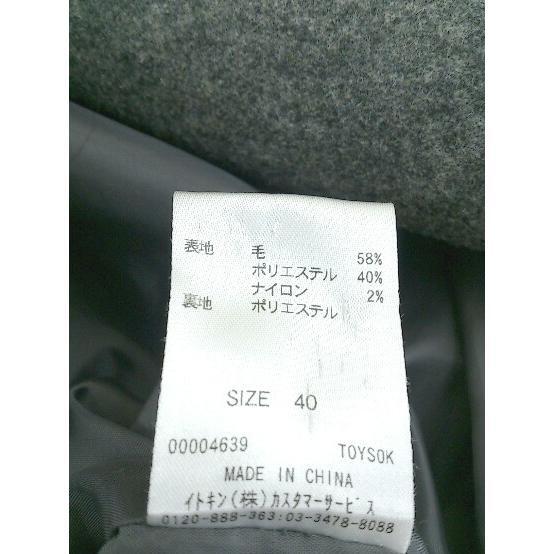 表地 毛 58%
ポリエステル 40%
ナイロン 2%
裏地 ポリエステル
SIZE 40
00004639 TOYSOK
MADE IN CHINA
イトキン(株)カスタマーサービス
0120-888-363:03-3478-8088